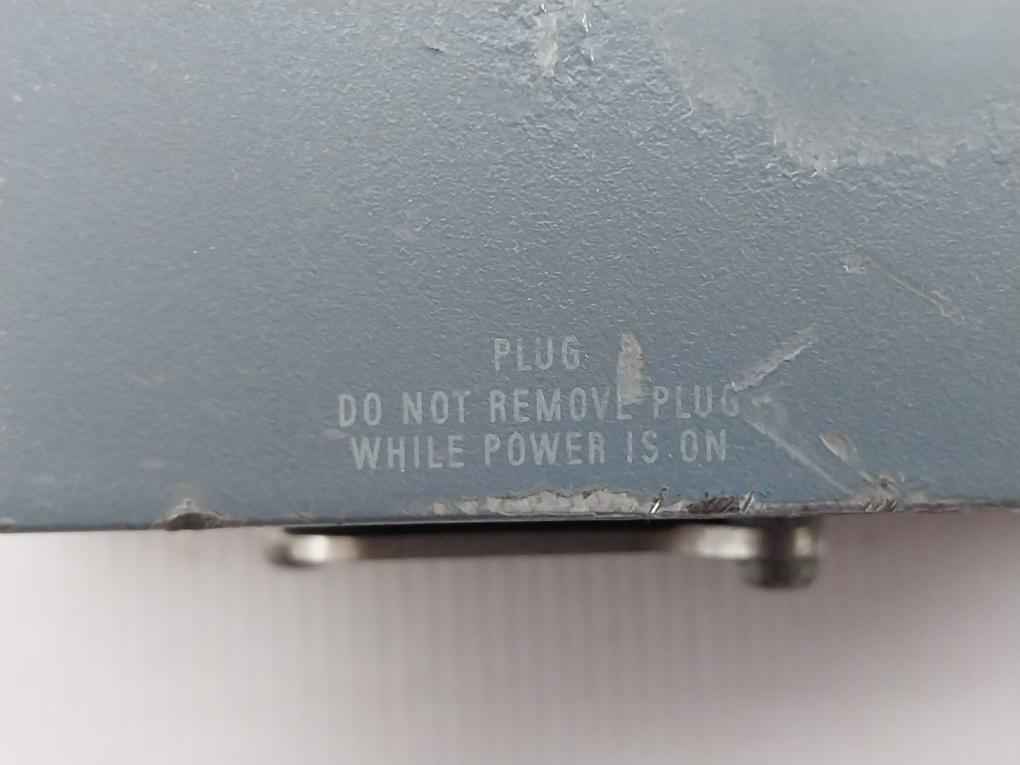 PLUG
DO NOT REMOVE PLUG
WHILE POWER IS ON